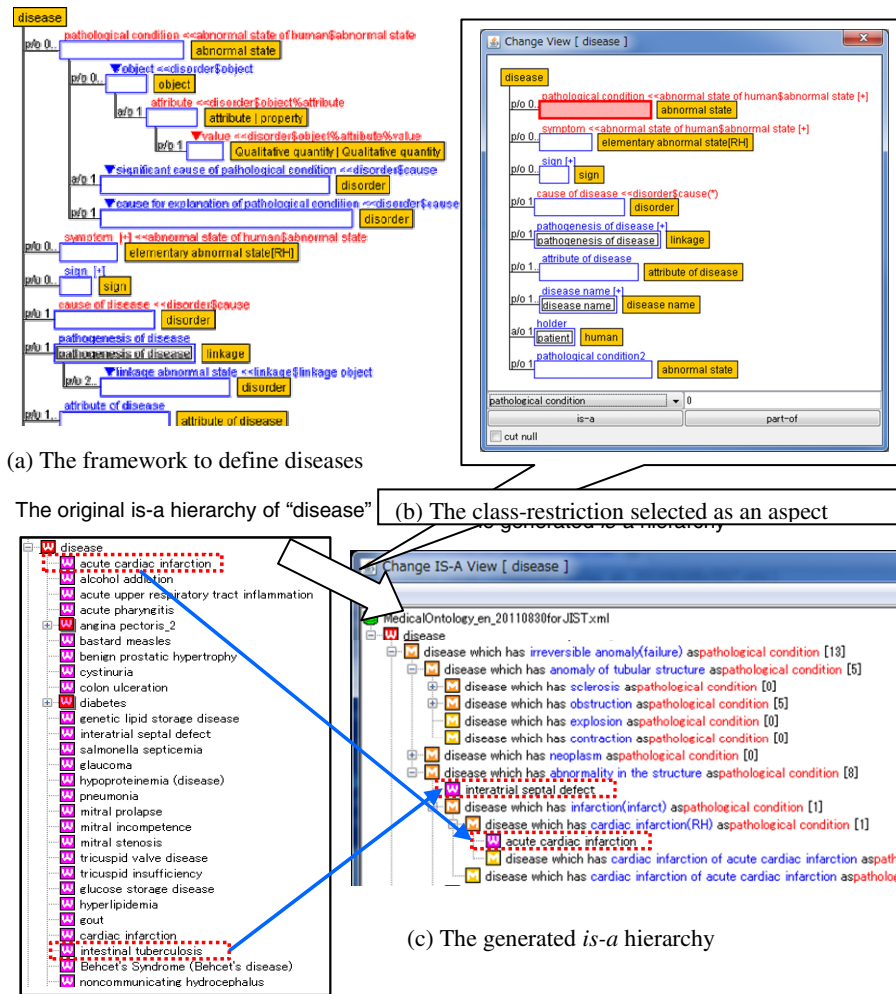 disease
pathological condition <<abnormal state of human$abnormal state
p/o 0.. abnormal state
▼object <<disorder$object
p/o 0.. object
attribute <<disorder$object%attribute
a/o 1 attribute | property
▼value <<disorder$object%attribute%value
p/o 1 Qualitative quantity | Qualitative quantity
▼significant cause of pathological condition <<disorder$cause
a/o 1 disorder
▼cause for explanation of pathological condition <<disorder$cause
p/o 1 disorder
symptom [+] <<abnormal state of human$abnormal state
p/o 0.. elementary abnormal state[RH]
sign [+]
p/o 0.. sign
cause of disease <<disorder$cause
p/o 1 disorder
pathogenesis of disease
p/o 1 pathogenesis of disease linkage
▼linkage abnormal state <<linkage$linkage object
p/o 2... disorder
attribute of disease
p/o 1.. attribute of disease
(a) The framework to define diseases
Change View [ disease ]
disease
pathological condition <<abnormal state of human$abnormal state [+]
p/o 0.. abnormal state
symptom <<abnormal state of human$abnormal state [+]
p/o 0.. elementary abnormal state[RH]
sign [+]
p/o 0.. sign
cause of disease <<disorder$cause(*)
p/o 1 disorder
pathogenesis of disease [+]
p/o 1 pathogenesis of disease linkage
attribute of disease
p/o 1.. attribute of disease
disease name [+]
p/o 1.. disease name disease name
holder
a/o 1 patient human
pathological condition2
p/o 1 abnormal state
pathological condition 0
is-a part-of
cut null
(b) The class-restriction selected as an aspect
The original is-a hierarchy of “disease”
generated is-a hierarchy
disease
acute cardiac infarction
alcohol addiction
acute upper respiratory tract inflammation
acute pharyngitis
angina pectoris_2
bastard measles
benign prostatic hypertrophy
cystinuria
colon ulceration
diabetes
genetic lipid storage disease
interatrial septal defect
salmonella septicemia
glaucoma
hypoproteinemia (disease)
pneumonia
mitral prolapse
mitral incompetence
mitral stenosis
tricuspid valve disease
tricuspid insufficiency
glucose storage disease
hyperlipidemia
gout
cardiac infarction
intestinal tuberculosis
Behcet's Syndrome (Behcet's disease)
noncommunicating hydrocephalus
Change IS-A View [ disease ]
MedicalOntology_en_20110830forJIST.xml
disease
disease which has irreversible anomaly(failure) aspathological condition [13]
disease which has anomaly of tubular structure aspathological condition [5]
disease which has sclerosis aspathological condition [0]
disease which has obstruction aspathological condition [5]
disease which has explosion aspathological condition [0]
disease which has contraction aspathological condition [0]
disease which has neoplasm aspathological condition [0]
disease which has abnormality in the structure aspathological condition [8]
interatrial septal defect
disease which has infarction(infarct) aspathological condition [1]
disease which has cardiac infarction(RH) aspathological condition [1]
acute cardiac infarction
disease which has cardiac infarction of acute cardiac infarction aspath
disease which has cardiac infarction of acute cardiac infarction aspatholog
(c) The generated is-a hierarchy